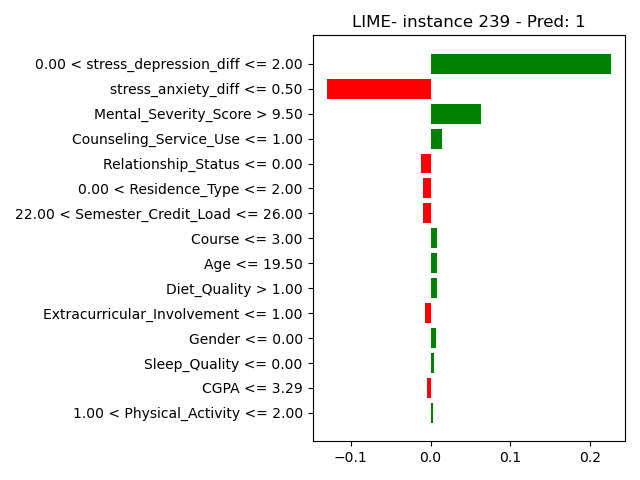 LIME- instance 239 - Pred: 1
0.00 < stress_depression_diff <= 2.00
stress_anxiety_diff <= 0.50
Mental_Severity_Score > 9.50
Counseling_Service_Use <= 1.00
Relationship_Status <= 0.00
0.00 < Residence_Type <= 2.00
22.00 < Semester_Credit_Load <= 26.00
Course <= 3.00
Age <= 19.50
Diet_Quality > 1.00
Extracurricular_Involvement <= 1.00
Gender <= 0.00
Sleep_Quality <= 0.00
CGPA <= 3.29
1.00 < Physical_Activity <= 2.00
−0.1 0.0 0.1 0.2